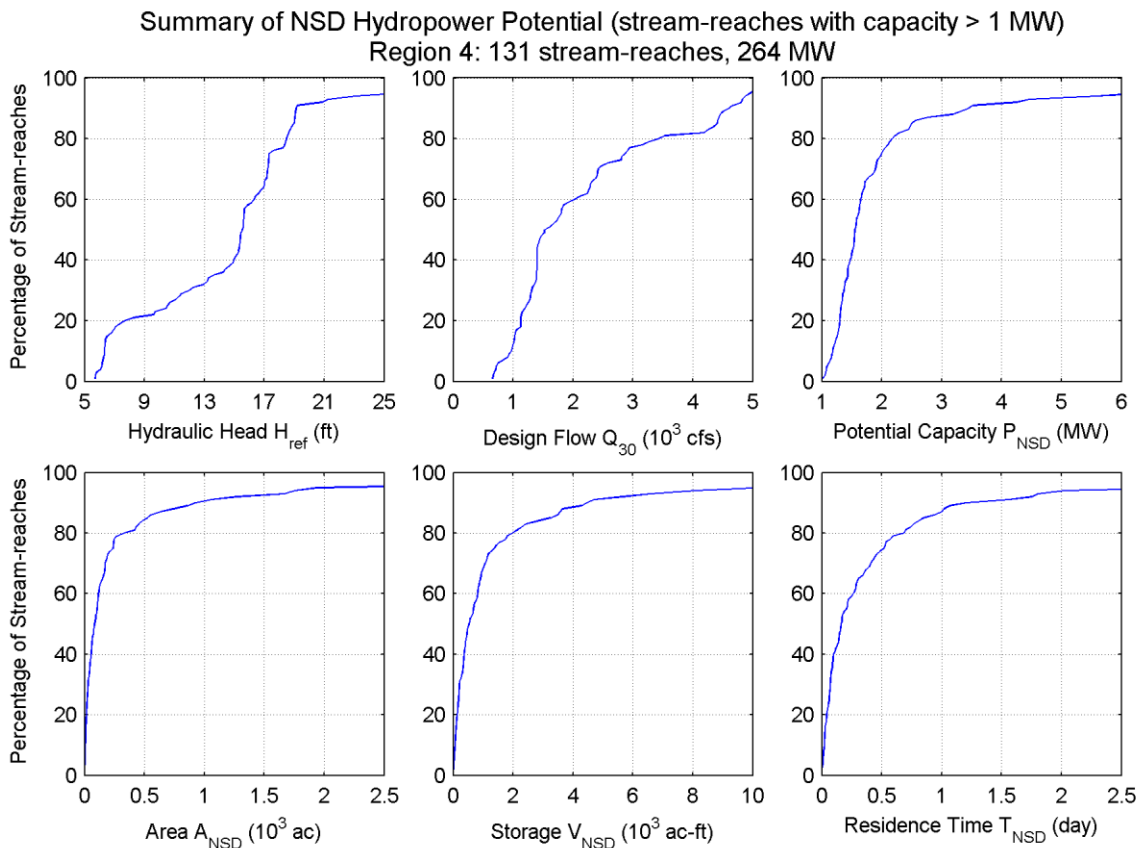 Summary of NSD Hydropower Potential (stream-reaches with capacity > 1 MW)
Region 4: 131 stream-reaches, 264 MW
Percentage of Stream-reaches
100
80
60
40
20
0
5 9 13 17 21 25
Hydraulic Head H_ref (ft)
100
80
60
40
20
0
0 1 2 3 4 5
Design Flow Q_30 (10^3 cfs)
100
80
60
40
20
0
1 2 3 4 5 6
Potential Capacity P_NSD (MW)
Percentage of Stream-reaches
100
80
60
40
20
0
0 0.5 1 1.5 2 2.5
Area A_NSD (10^3 ac)
100
80
60
40
20
0
0 2 4 6 8 10
Storage V_NSD (10^3 ac-ft)
100
80
60
40
20
0
0 0.5 1 1.5 2 2.5
Residence Time T_NSD (day)